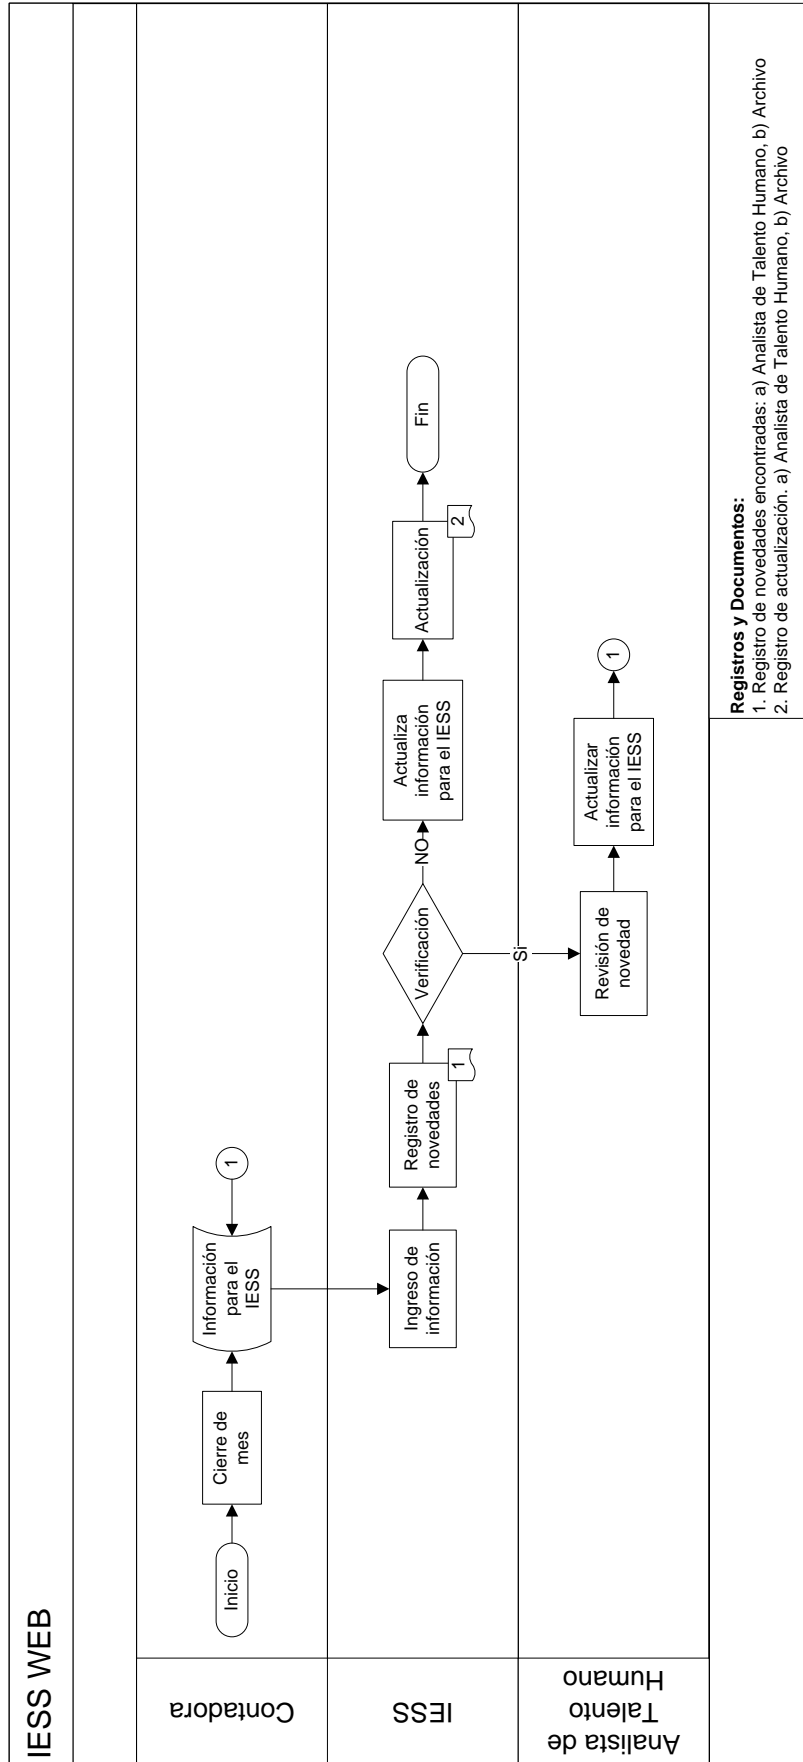 IESS WEB
Contadora
Inicio
Cierre de
mes
Información
para el
IESS
1
IESS
Ingreso de
información
Registro de
novedades
1
Verificación
NO
Si
Actualiza
información
para el IESS
Actualización
2
Fin
Analista de
Talento
Humano
Revisión de
novedad
Actualizar
información
para el IESS
1
Registros y Documentos:
1. Registro de novedades encontradas: a) Analista de Talento Humano, b) Archivo
2. Registro de actualización. a) Analista de Talento Humano, b) Archivo